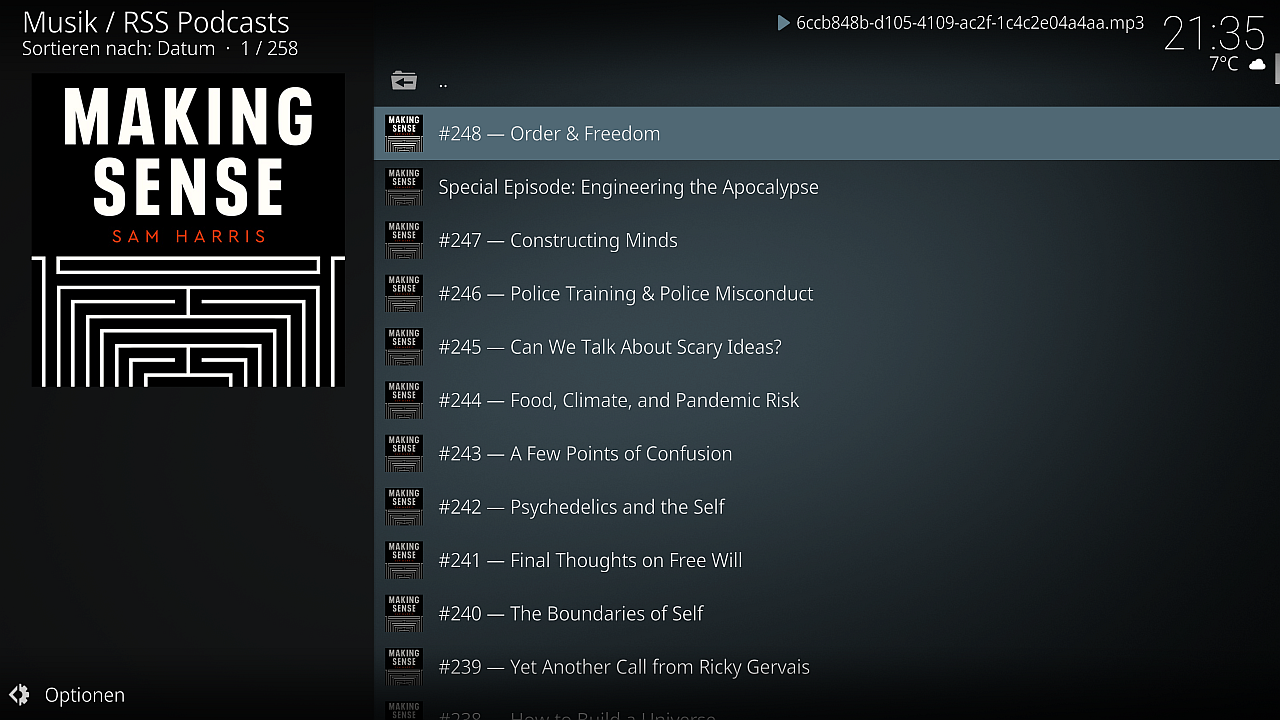 Musik / RSS Podcasts
Sortieren nach: Datum · 1 / 258
6ccb848b-d105-4109-ac2f-1c4c2e04a4aa.mp3
21:35
7°C
MAKING
SENSE
SAM HARRIS
..
MAKING
SENSE
#248 — Order & Freedom
MAKING
SENSE
Special Episode: Engineering the Apocalypse
MAKING
SENSE
#247 — Constructing Minds
MAKING
SENSE
#246 — Police Training & Police Misconduct
MAKING
SENSE
#245 — Can We Talk About Scary Ideas?
MAKING
SENSE
#244 — Food, Climate, and Pandemic Risk
MAKING
SENSE
#243 — A Few Points of Confusion
MAKING
SENSE
#242 — Psychedelics and the Self
MAKING
SENSE
#241 — Final Thoughts on Free Will
MAKING
SENSE
#240 — The Boundaries of Self
MAKING
SENSE
#239 — Yet Another Call from Ricky Gervais
MAKING
SENSE
#238 — How to Build a Universe
Optionen